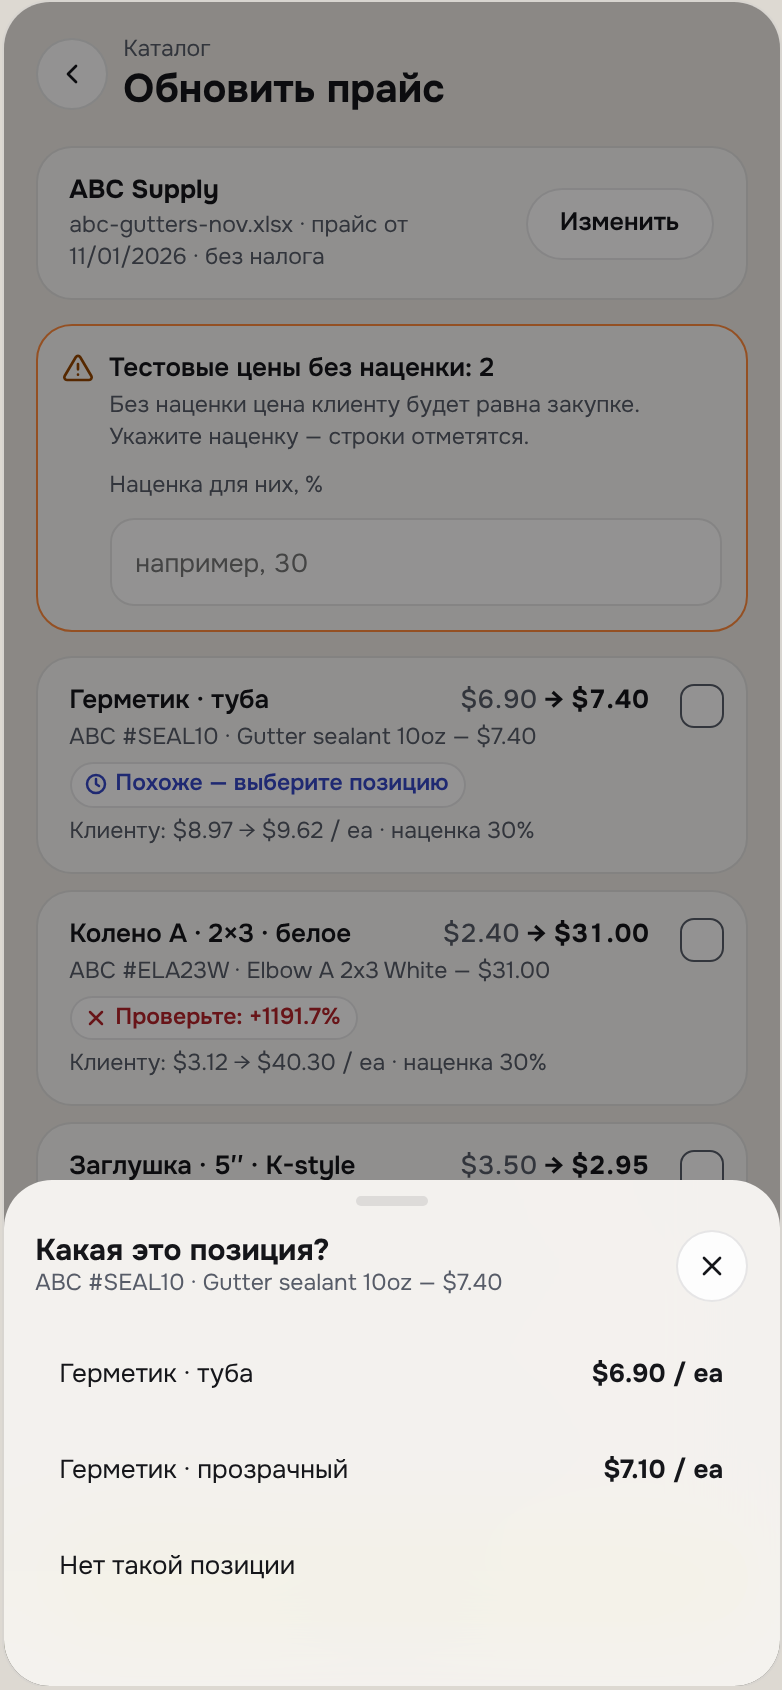 Каталог
Обновить прайс
ABC Supply
abc-gutters-nov.xlsx · прайс от
11/01/2026 · без налога
Изменить
Тестовые цены без наценки: 2
Без наценки цена клиенту будет равна закупке.
Укажите наценку — строки отметятся.
Наценка для них, %
например, 30
Герметик · туба $6.90 → $7.40
ABC #SEAL10 · Gutter sealant 10oz — $7.40
Похоже — выберите позицию
Клиенту: $8.97 → $9.62 / ea · наценка 30%
Колено A · 2×3 · белое $2.40 → $31.00
ABC #ELA23W · Elbow A 2x3 White — $31.00
Проверьте: +1191.7%
Клиенту: $3.12 → $40.30 / ea · наценка 30%
Заглушка · 5″ · K-style $3.50 → $2.95
Какая это позиция?
ABC #SEAL10 · Gutter sealant 10oz — $7.40
Герметик · туба $6.90 / ea
Герметик · прозрачный $7.10 / ea
Нет такой позиции